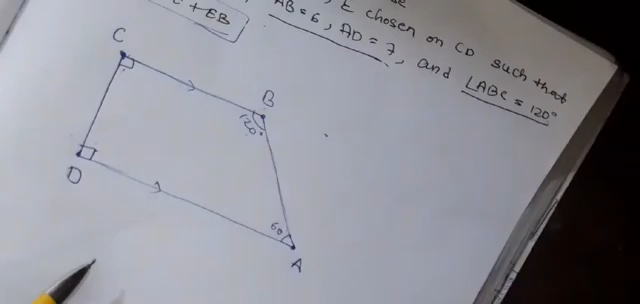 E chosen on CD such that
+ EB
AB = 6, AD = 7, and ∠ABC = 120°
C
B
120°
D
60
A